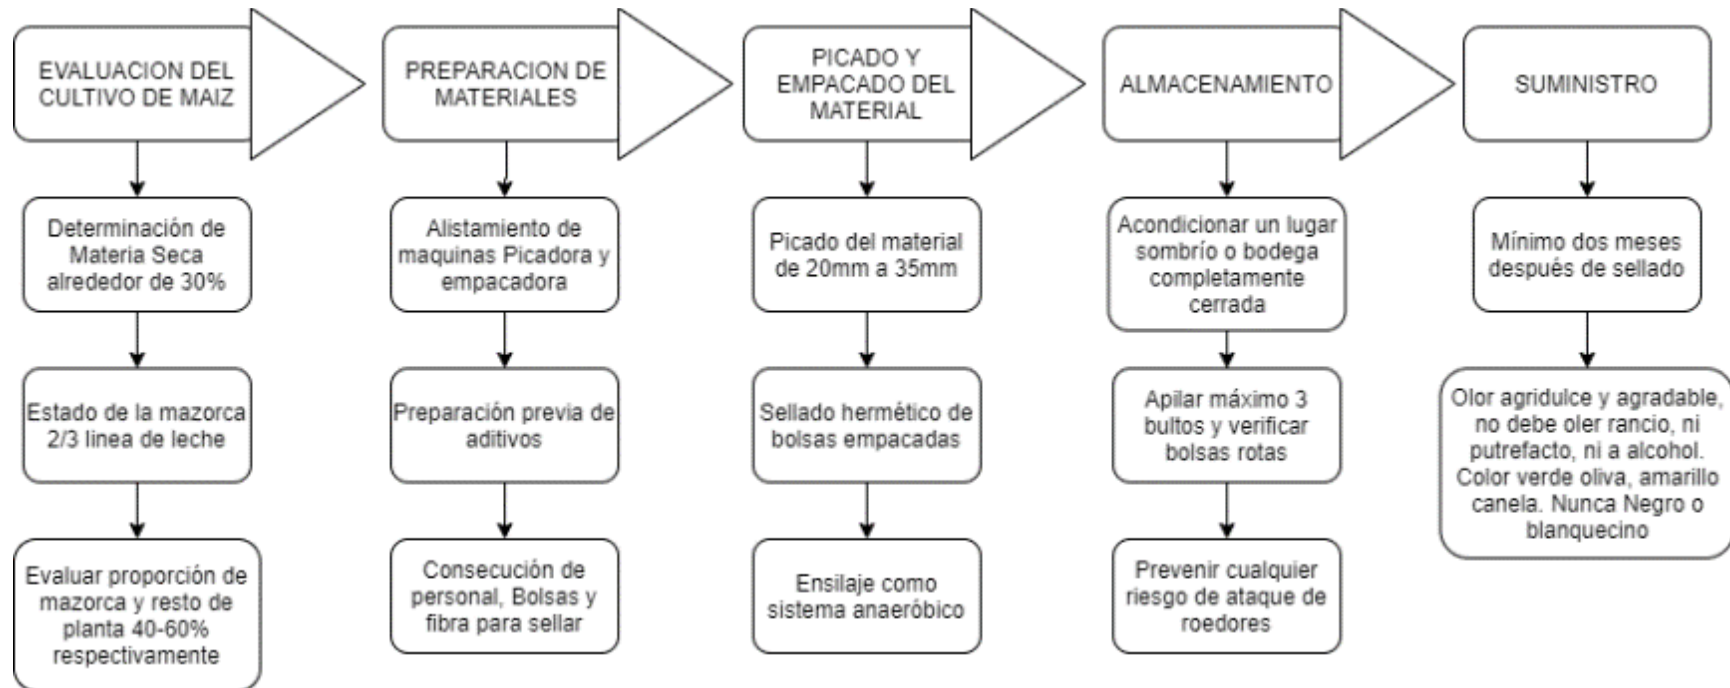 EVALUACION DEL
CULTIVO DE MAIZ
PREPARACION DE
MATERIALES
PICADO Y
EMPACADO DEL
MATERIAL
ALMACENAMIENTO
SUMINISTRO
Determinación de
Materia Seca
alrededor de 30%
Alistamiento de
maquinas Picadora y
empacadora
Picado del material
de 20mm a 35mm
Acondicionar un lugar
sombrío o bodega
completamente
cerrada
Mínimo dos meses
después de sellado
Estado de la mazorca
2/3 linea de leche
Preparación previa de
aditivos
Sellado hermético de
bolsas empacadas
Apilar máximo 3
bultos y verificar
bolsas rotas
Olor agridulce y agradable,
no debe oler rancio, ni
putrefacto, ni a alcohol.
Color verde oliva, amarillo
canela. Nunca Negro o
blanquecino
Evaluar proporción de
mazorca y resto de
planta 40-60%
respectivamente
Consecución de
personal, Bolsas y
fibra para sellar
Ensilaje como
sistema anaeróbico
Prevenir cualquier
riesgo de ataque de
roedores